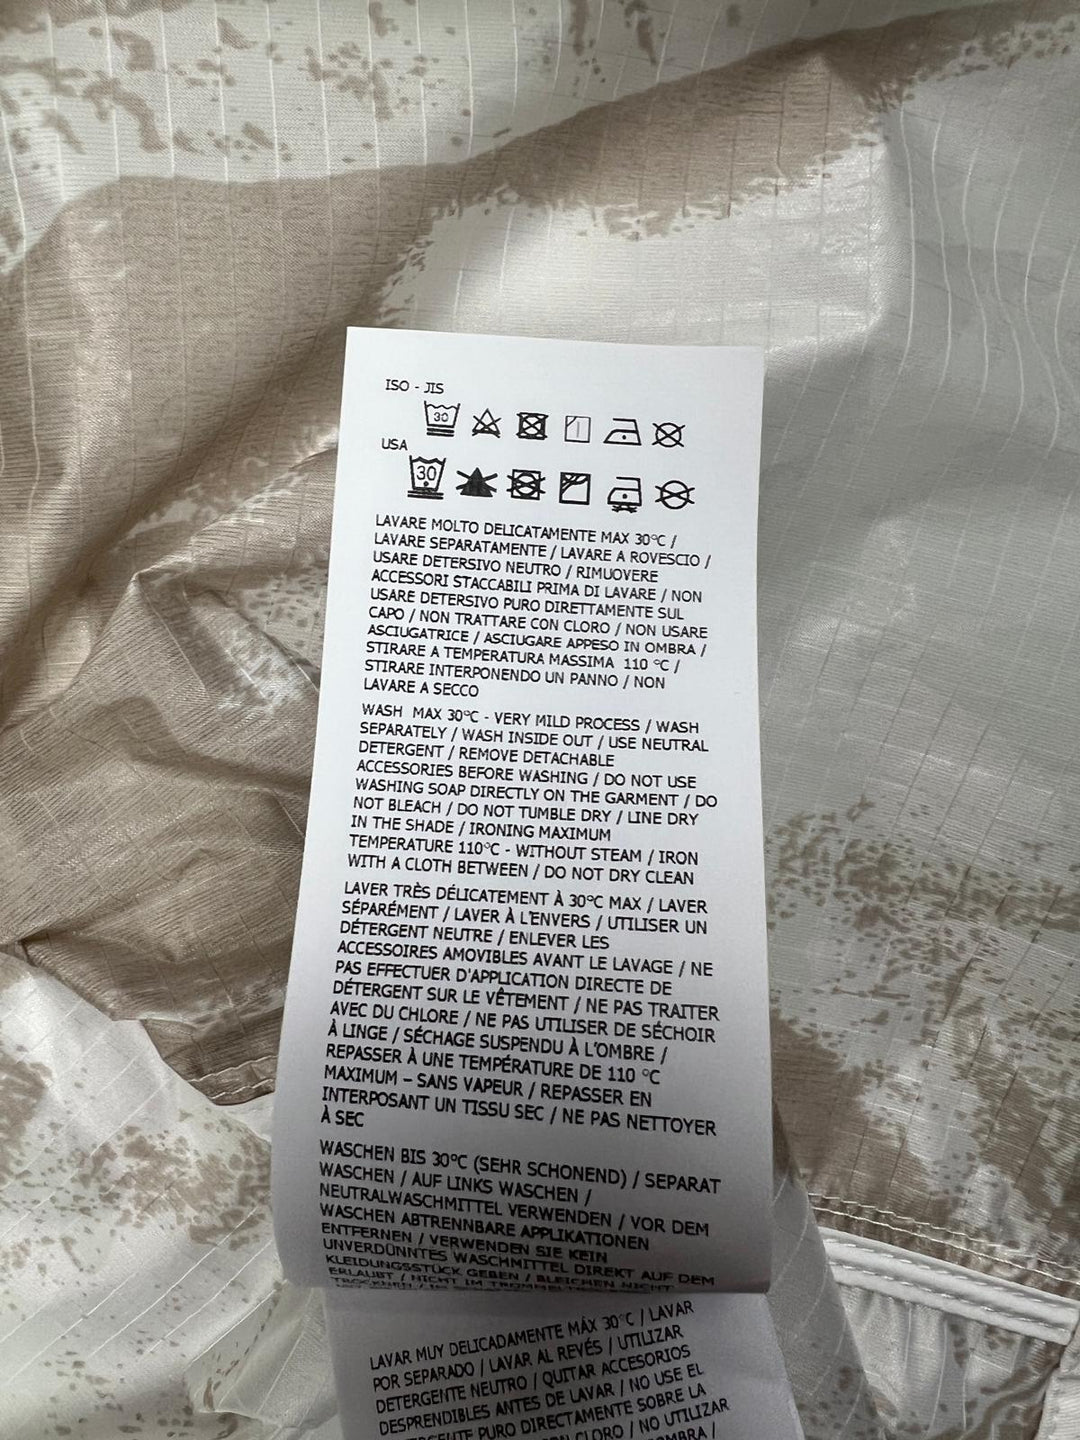 ISO - JIS
30
USA
30
LAVARE MOLTO DELICATAMENTE MAX 30°C /
LAVARE SEPARATAMENTE / LAVARE A ROVESCIO /
USARE DETERSIVO NEUTRO / RIMUOVERE
ACCESSORI STACCABILI PRIMA DI LAVARE / NON
USARE DETERSIVO PURO DIRETTAMENTE SUL
CAPO / NON TRATTARE CON CLORO / NON USARE
ASCIUGATRICE / ASCIUGARE APPESO IN OMBRA /
STIRARE A TEMPERATURA MASSIMA 110 °C /
STIRARE INTERPONENDO UN PANNO / NON
LAVARE A SECCO
WASH MAX 30°C - VERY MILD PROCESS / WASH
SEPARATELY / WASH INSIDE OUT / USE NEUTRAL
DETERGENT / REMOVE DETACHABLE
ACCESSORIES BEFORE WASHING / DO NOT USE
WASHING SOAP DIRECTLY ON THE GARMENT / DO
NOT BLEACH / DO NOT TUMBLE DRY / LINE DRY
IN THE SHADE / IRONING MAXIMUM
TEMPERATURE 110°C - WITHOUT STEAM / IRON
WITH A CLOTH BETWEEN / DO NOT DRY CLEAN
LAVER TRÈS DÉLICATEMENT À 30°C MAX / LAVER
SÉPARÉMENT / LAVER À L'ENVERS / UTILISER UN
DÉTERGENT NEUTRE / ENLEVER LES
ACCESSOIRES AMOVIBLES AVANT LE LAVAGE / NE
PAS EFFECTUER D'APPLICATION DIRECTE DE
DÉTERGENT SUR LE VÊTEMENT / NE PAS TRAITER
AVEC DU CHLORE / NE PAS UTILISER DE SÉCHOIR
À LINGE / SÉCHAGE SUSPENDU À L'OMBRE /
REPASSER À UNE TEMPÉRATURE DE 110 °C
MAXIMUM – SANS VAPEUR / REPASSER EN
INTERPOSANT UN TISSU SEC / NE PAS NETTOYER
À SEC
WASCHEN BIS 30°C (SEHR SCHONEND) / SEPARAT
WASCHEN / AUF LINKS WASCHEN /
NEUTRALWASCHMITTEL VERWENDEN / VOR DEM
WASCHEN ABTRENNBARE APPLIKATIONEN
ENTFERNEN / VERWENDEN SIE KEIN
UNVERDÜNNTES WASCHMITTEL DIREKT AUF DEM
KLEIDUNGSSTÜCK GEBEN / BLEICHEN NICHT
ERLAUBT / NICHT IM
LAVAR MUY DELICADAMENTE MÁX 30°C / LAVAR
POR SEPARADO / LAVAR AL REVÉS / UTILIZAR
DETERGENTE NEUTRO / QUITAR ACCESORIOS
DESPRENDIBLES ANTES DE LAVAR / NO USE EL
PURO DIRECTAMENTE SOBRE LA
CLORO / NO UTILIZAR